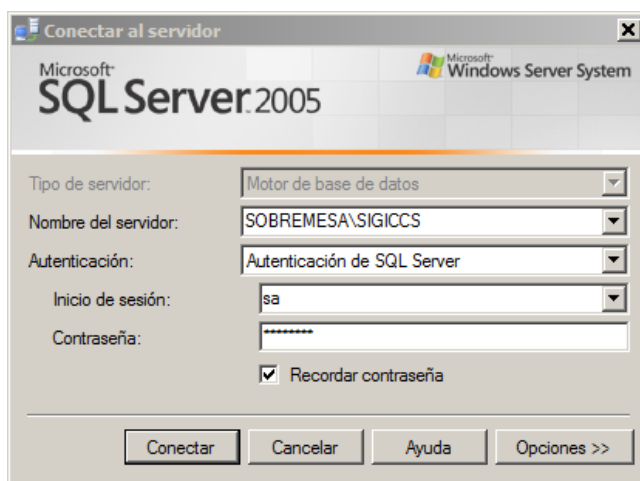 Conectar al servidor
Microsoft
SQL Server 2005
Microsoft
Windows Server System
Tipo de servidor: Motor de base de datos
Nombre del servidor: SOBREMESA\SIGICCS
Autenticación: Autenticación de SQL Server
Inicio de sesión: sa
Contraseña: ********
Recordar contraseña
Conectar Cancelar Ayuda Opciones >>